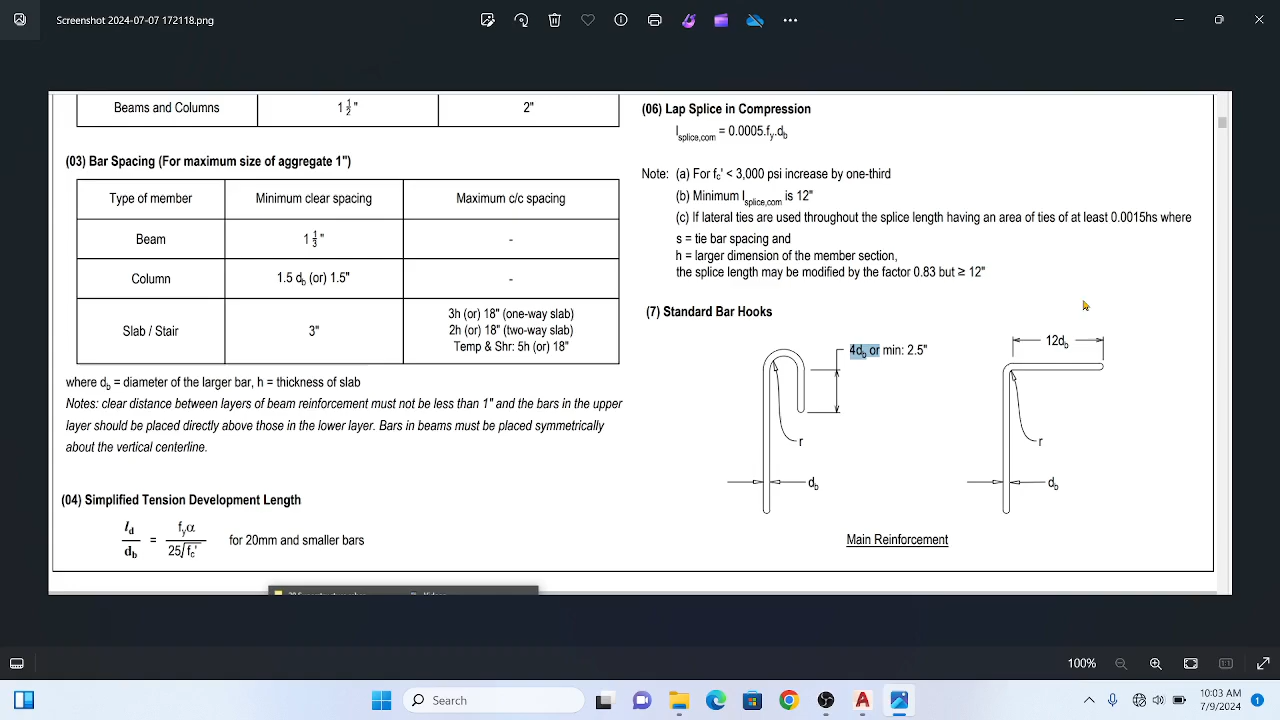 Screenshot 2024-07-07 172118.png
Beams and Columns 1 1/2" 2"
(03) Bar Spacing (For maximum size of aggregate 1")
Type of member Minimum clear spacing Maximum c/c spacing
Beam 1 1/3" -
Column 1.5 db (or) 1.5" -
Slab / Stair 3" 3h (or) 18" (one-way slab)
2h (or) 18" (two-way slab)
Temp & Shr: 5h (or) 18"
where db = diameter of the larger bar, h = thickness of slab
Notes: clear distance between layers of beam reinforcement must not be less than 1" and the bars in the upper
layer should be placed directly above those in the lower layer. Bars in beams must be placed symmetrically
about the vertical centerline.
(04) Simplified Tension Development Length
ld/db = fyα/25√fc' for 20mm and smaller bars
(06) Lap Splice in Compression
lsplice,com = 0.0005.fy.db
Note: (a) For fc' < 3,000 psi increase by one-third
(b) Minimum lsplice,com is 12"
(c) If lateral ties are used throughout the splice length having an area of ties of at least 0.0015hs where
s = tie bar spacing and
h = larger dimension of the member section,
the splice length may be modified by the factor 0.83 but ≥ 12"
(7) Standard Bar Hooks
4db or min: 2.5"
12db
r
r
db
db
Main Reinforcement
100%
Search
10:03 AM
7/9/2024